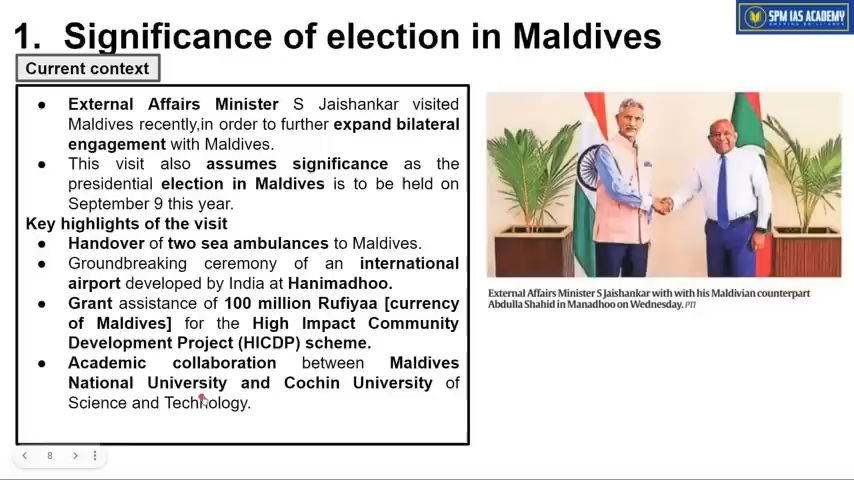 SPM IAS ACADEMY
1. Significance of election in Maldives
Current context
● External Affairs Minister S Jaishankar visited
Maldives recently,in order to further expand bilateral
engagement with Maldives.
● This visit also assumes significance as the
presidential election in Maldives is to be held on
September 9 this year.
Key highlights of the visit
● Handover of two sea ambulances to Maldives.
● Groundbreaking ceremony of an international
airport developed by India at Hanimadhoo.
● Grant assistance of 100 million Rufiyaa [currency
of Maldives] for the High Impact Community
Development Project (HICDP) scheme.
● Academic collaboration between Maldives
National University and Cochin University of
Science and Technology.
External Affairs Minister S Jaishankar with with his Maldivian counterpart
Abdulla Shahid in Manadhoo on Wednesday. PTI
8